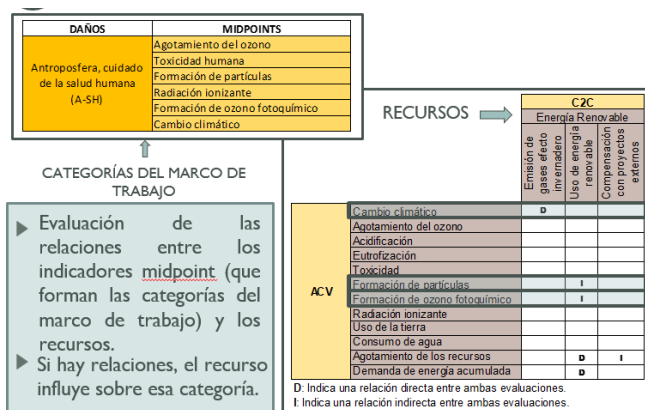 DAÑOS
MIDPOINTS
Antroposfera, cuidado
de la salud humana
(A-SH)
Agotamiento del ozono
Toxicidad humana
Formación de partículas
Radiación ionizante
Formación de ozono fotoquímico
Cambio climático
CATEGORÍAS DEL MARCO DE
TRABAJO
Evaluación de las
relaciones entre los
indicadores midpoint (que
forman las categorías del
marco de trabajo) y los
recursos.
Si hay relaciones, el recurso
influye sobre esa categoría.
RECURSOS
C2C
Energía Renovable
Emisión de
gases efecto
invernadero
Uso de energía
renovable
Compensación
con proyectos
externos
ACV
Cambio climático D
Agotamiento del ozono
Acidificación
Eutrofización
Toxicidad
Formación de partículas I
Formación de ozono fotoquímico I
Radiación ionizante
Uso de la tierra
Consumo de agua
Agotamiento de los recursos D I
Demanda de energía acumulada D
D: Indica una relación directa entre ambas evaluaciones.
I: Indica una relación indirecta entre ambas evaluaciones.